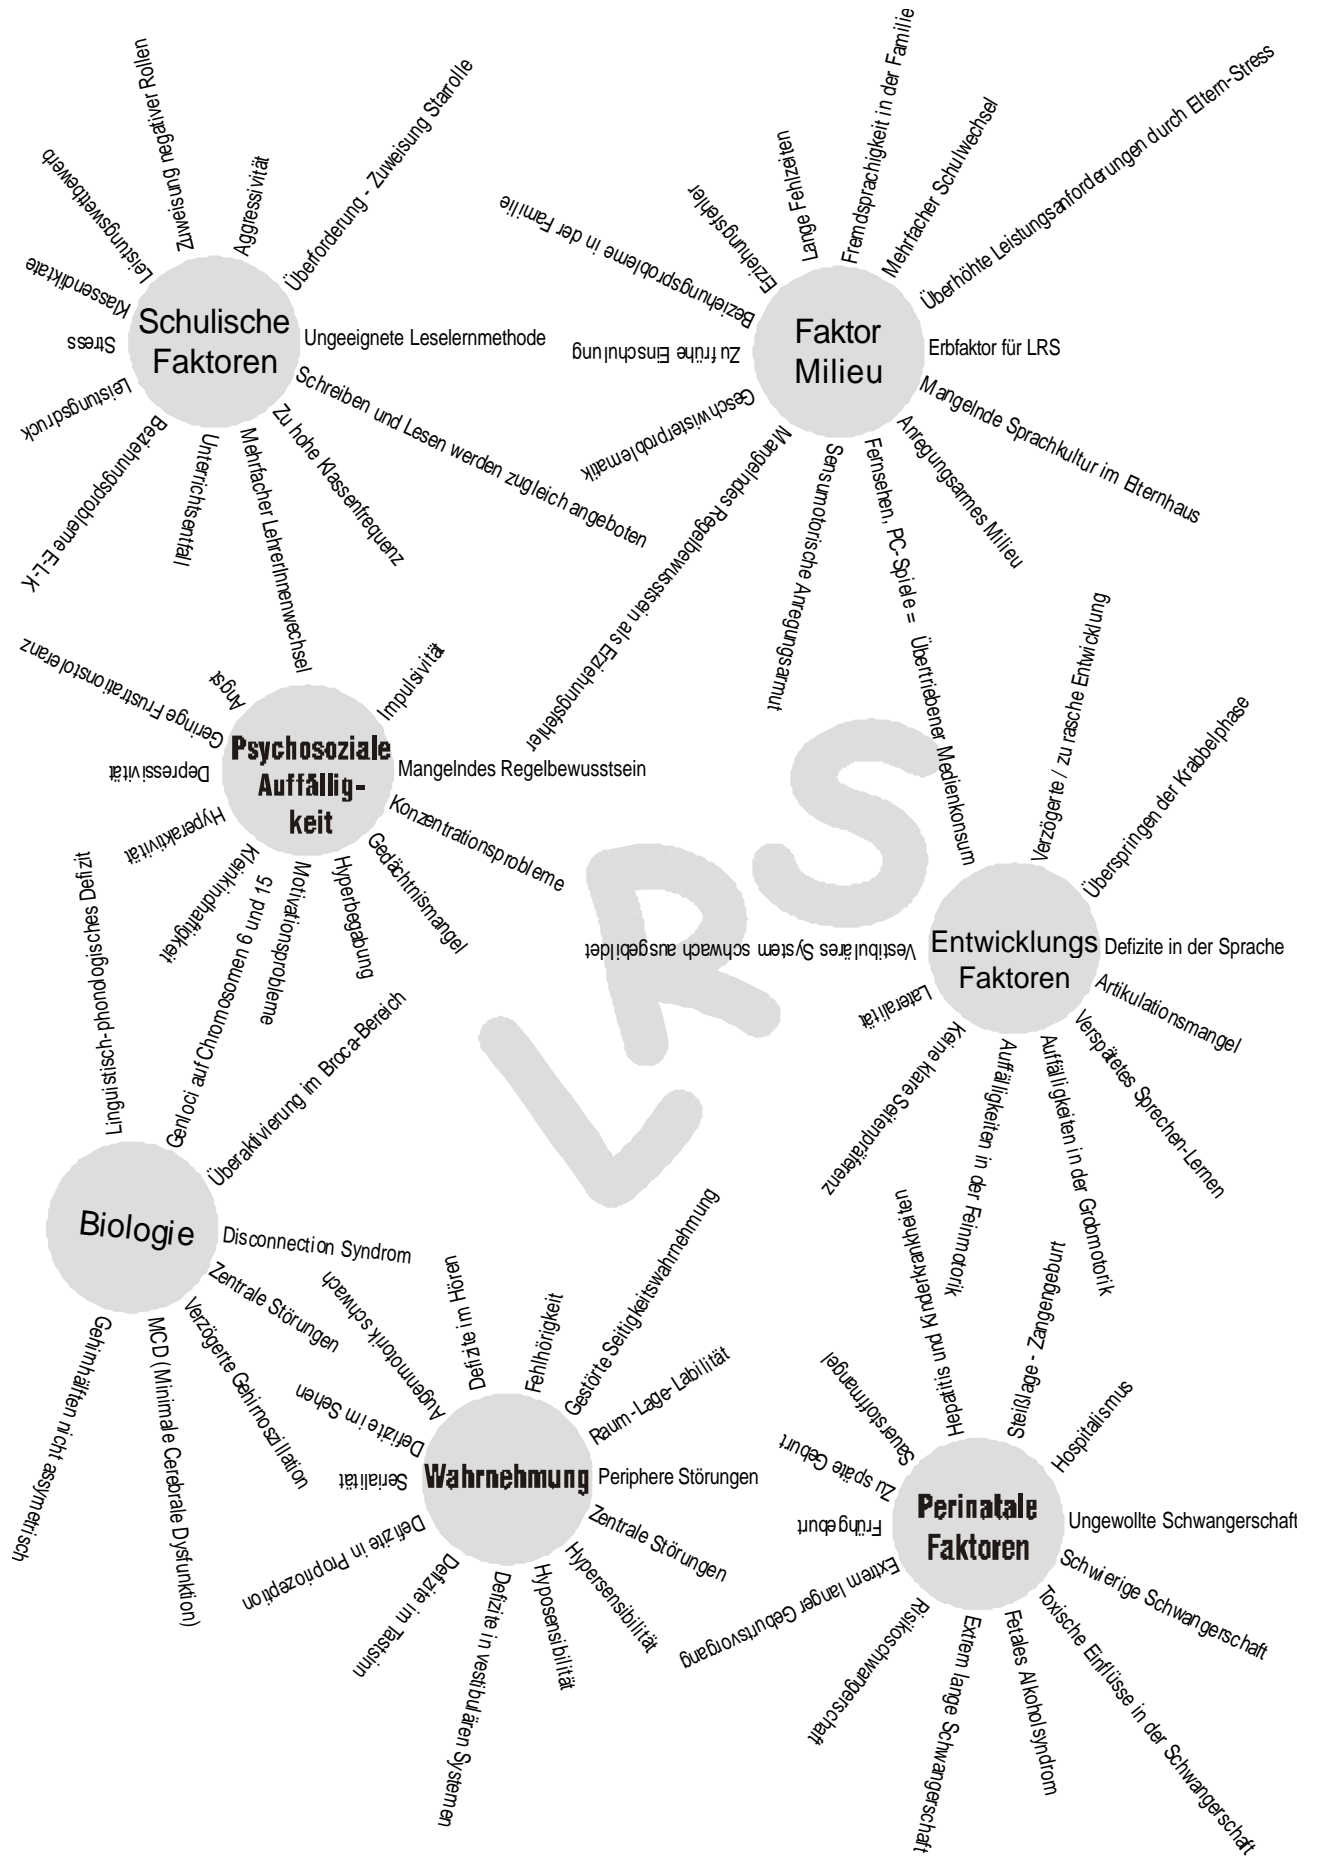 Schulische
Faktoren
Zuweisung negativer Rollen
Aggressivität
Überforderung - Zuweisung Starrolle
Ungeeignete Leselernmethode
Schreiben und Lesen werden zugleich angeboten
Zu hohe Klassenfrequenz
Mehrfacher LehrerInnenwechsel
Unterrichtsentfall
Beziehungsprobleme E-L-K
Leistungsdruck
Stress
Klassendiktate
Leistungswettbewerb
Faktor
Milieu
Lange Fehlzeiten
Fremdsprachigkeit in der Familie
Mehrfacher Schulwechsel
Überhöhte Leistungsanforderungen durch Eltern-Stress
Erbfaktor für LRS
Mangelnde Sprachkultur im Elternhaus
Anregungsarmes Milieu
Fernsehen, PC-Spiele = Übertriebener Medienkonsum
Sensumotorische Anregungsarmut
Mangelndes Regelbewusstsein als Erziehungsfehler
Geschwisterproblematik
Zu frühe Einschulung
Beziehungsprobleme in der Familie
Erziehungsfehler
Psychosoziale
Auffällig-
keit
Angst
Impulsivität
Mangelndes Regelbewusstsein
Konzentrationsprobleme
Gedächtnismangel
Hyperbegabung
Motivationsprobleme
Kleinkindhaftigkeit
Hyperaktivität
Depressivität
Geringe Frustrationstoleranz
LRS
Entwicklungs
Faktoren
Verzögerte / zu rasche Entwicklung
Überspringen der Krabbelphase
Defizite in der Sprache
Artikulationsmangel
Verspätetes Sprechen-Lernen
Auffälligkeiten in der Grobmotorik
Auffälligkeiten in der Feinmotorik
Keine klare Seitenpräferenz
Lateralität
Vestibuläres System schwach ausgebildet
Biologie
Linguistisch-phonologisches Defizit
Genloci auf Chromosomen 6 und 15
Überaktivierung im Broca-Bereich
Disconnection Syndrom
Zentrale Störungen
Verzögerte Gehirnoszillation
MCD (Minimale Cerebrale Dysfunktion)
Gehirnhälften nicht assymetrisch
Wahrnehmung
Defizite im Hören
Fehlhörigkeit
Gestörte Seitigkeitswahrnehmung
Raum-Lage-Labilität
Periphere Störungen
Zentrale Störungen
Hypersensibilität
Hyposensibilität
Defizite in vestibulären Systemen
Defizite im Tastsinn
Defizite in Propriozeption
Serialität
Defizite im Sehen
Augenmotorik schwach
Perinatale
Faktoren
Hepatitis und Kinderkrankheiten
Steißlage - Zangengeburt
Hospitalismus
Ungewollte Schwangerschaft
Schwierige Schwangerschaft
Toxische Einflüsse in der Schwangerschaft
Fetales Alkoholsyndrom
Extrem lange Schwangerschaft
Risikoschwangerschaft
Extrem langer Geburtsvorgang
Frühgeburt
Zu späte Geburt
Sauerstoffmangel